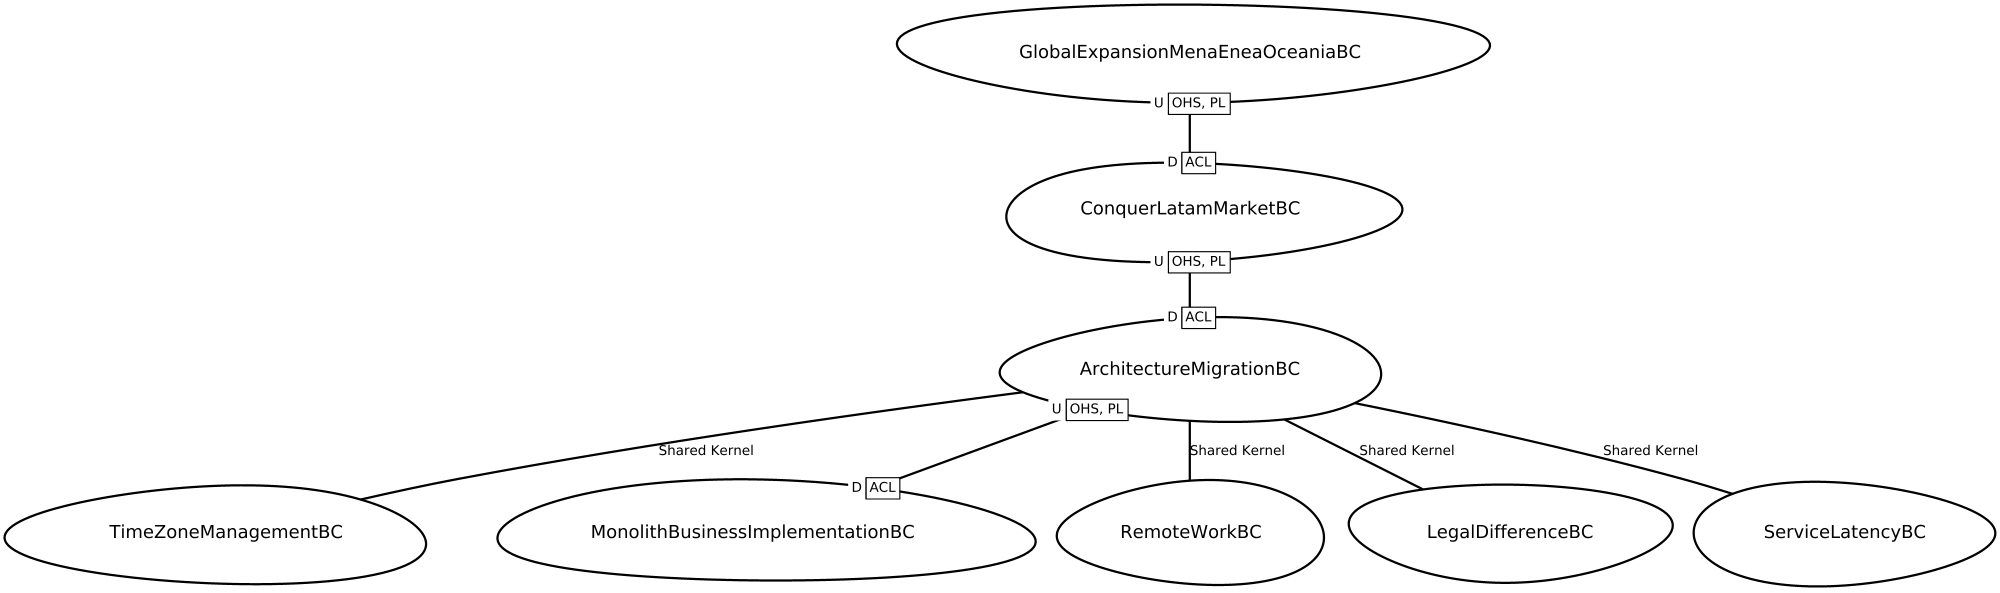 GlobalExpansionMenaEneaOceaniaBC
U OHS, PL
D ACL
ConquerLatamMarketBC
U OHS, PL
D ACL
ArchitectureMigrationBC
U OHS, PL
Shared Kernel Shared Kernel Shared Kernel Shared Kernel
D ACL
TimeZoneManagementBC MonolithBusinessImplementationBC RemoteWorkBC LegalDifferenceBC ServiceLatencyBC